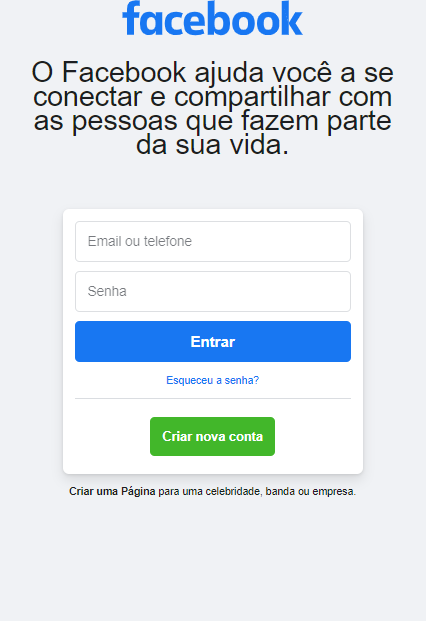 facebook
O Facebook ajuda você a se
conectar e compartilhar com
as pessoas que fazem parte
da sua vida.
Email ou telefone
Senha
Entrar
Esqueceu a senha?
Criar nova conta
Criar uma Página para uma celebridade, banda ou empresa.